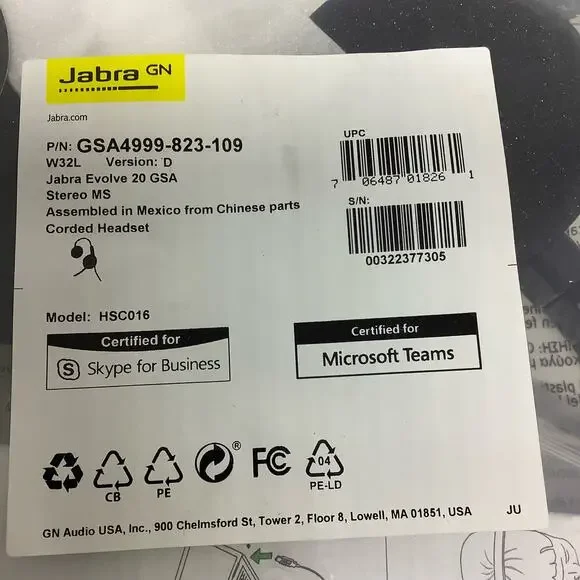 Jabra GN
Jabra.com
P/N: GSA4999-823-109
W32L Version: D
Jabra Evolve 20 GSA
Stereo MS
Assembled in Mexico from Chinese parts
Corded Headset
UPC
7 06487 01826 1
S/N:
00322377305
Model: HSC016
Certified for
Skype for Business
Certified for
Microsoft Teams
CB
PE
®
FC
04
PE-LD
GN Audio USA, Inc., 900 Chelmsford St, Tower 2, Floor 8, Lowell, MA 01851, USA
JU